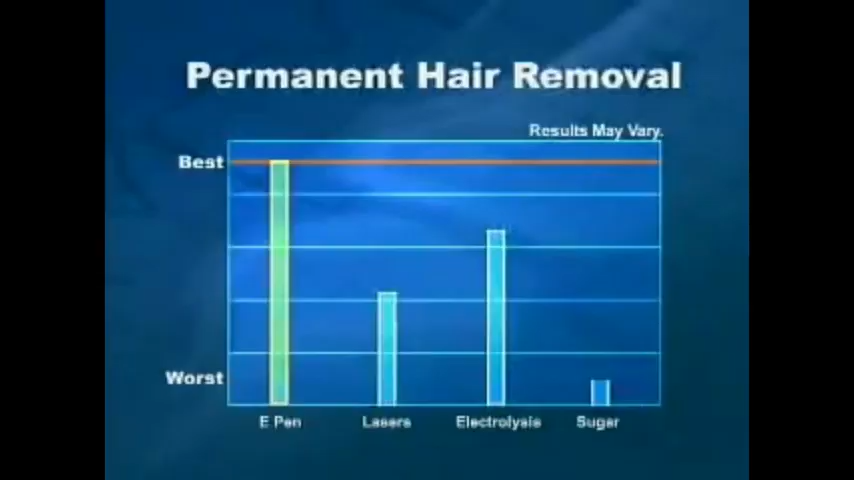 Permanent Hair Removal
Results May Vary.
Best
Worst
E Pen
Lasers
Electrolysis
Sugar